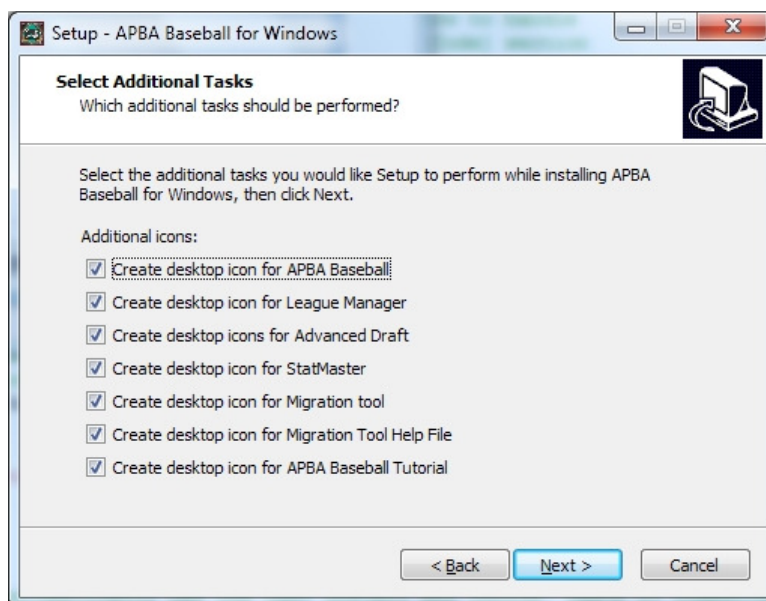 Setup - APBA Baseball for Windows
Select Additional Tasks
Which additional tasks should be performed?
Select the additional tasks you would like Setup to perform while installing APBA
Baseball for Windows, then click Next.
Additional icons:
Create desktop icon for APBA Baseball
Create desktop icon for League Manager
Create desktop icons for Advanced Draft
Create desktop icon for StatMaster
Create desktop icon for Migration tool
Create desktop icon for Migration Tool Help File
Create desktop icon for APBA Baseball Tutorial
< Back Next > Cancel